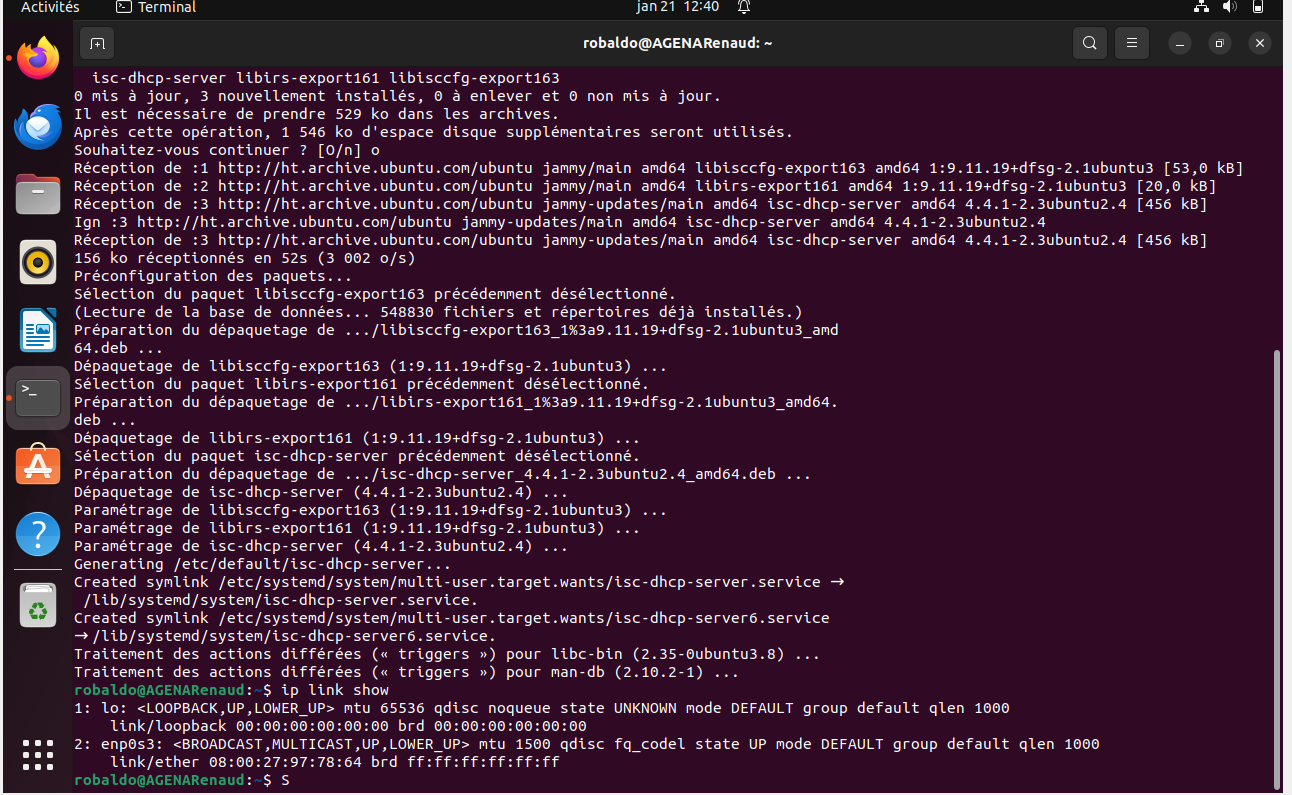 Activités
Terminal
jan 21 12:40
robaldo@AGENARenaud: ~
isc-dhcp-server libirs-export161 libisccfg-export163
0 mis à jour, 3 nouvellement installés, 0 à enlever et 0 non mis à jour.
Il est nécessaire de prendre 529 ko dans les archives.
Après cette opération, 1 546 ko d'espace disque supplémentaires seront utilisés.
Souhaitez-vous continuer ? [O/n] o
Réception de :1 http://ht.archive.ubuntu.com/ubuntu jammy/main amd64 libisccfg-export163 amd64 1:9.11.19+dfsg-2.1ubuntu3 [53,0 kB]
Réception de :2 http://ht.archive.ubuntu.com/ubuntu jammy/main amd64 libirs-export161 amd64 1:9.11.19+dfsg-2.1ubuntu3 [20,0 kB]
Réception de :3 http://ht.archive.ubuntu.com/ubuntu jammy-updates/main amd64 isc-dhcp-server amd64 4.4.1-2.3ubuntu2.4 [456 kB]
Ign :3 http://ht.archive.ubuntu.com/ubuntu jammy-updates/main amd64 isc-dhcp-server amd64 4.4.1-2.3ubuntu2.4
Réception de :3 http://ht.archive.ubuntu.com/ubuntu jammy-updates/main amd64 isc-dhcp-server amd64 4.4.1-2.3ubuntu2.4 [456 kB]
156 ko réceptionnés en 52s (3 002 o/s)
Préconfiguration des paquets...
Sélection du paquet libisccfg-export163 précédemment désélectionné.
(Lecture de la base de données... 548830 fichiers et répertoires déjà installés.)
Préparation du dépaquetage de .../libisccfg-export163_1%3a9.11.19+dfsg-2.1ubuntu3_amd
64.deb ...
Dépaquetage de libisccfg-export163 (1:9.11.19+dfsg-2.1ubuntu3) ...
Sélection du paquet libirs-export161 précédemment désélectionné.
Préparation du dépaquetage de .../libirs-export161_1%3a9.11.19+dfsg-2.1ubuntu3_amd64.
deb ...
Dépaquetage de libirs-export161 (1:9.11.19+dfsg-2.1ubuntu3) ...
Sélection du paquet isc-dhcp-server précédemment désélectionné.
Préparation du dépaquetage de .../isc-dhcp-server_4.4.1-2.3ubuntu2.4_amd64.deb ...
Dépaquetage de isc-dhcp-server (4.4.1-2.3ubuntu2.4) ...
Paramétrage de libisccfg-export163 (1:9.11.19+dfsg-2.1ubuntu3) ...
Paramétrage de libirs-export161 (1:9.11.19+dfsg-2.1ubuntu3) ...
Paramétrage de isc-dhcp-server (4.4.1-2.3ubuntu2.4) ...
Generating /etc/default/isc-dhcp-server...
Created symlink /etc/systemd/system/multi-user.target.wants/isc-dhcp-server.service →
/lib/systemd/system/isc-dhcp-server.service.
Created symlink /etc/systemd/system/multi-user.target.wants/isc-dhcp-server6.service
→ /lib/systemd/system/isc-dhcp-server6.service.
Traitement des actions différées (« triggers ») pour libc-bin (2.35-0ubuntu3.8) ...
Traitement des actions différées (« triggers ») pour man-db (2.10.2-1) ...
robaldo@AGENARenaud:~$ ip link show
1: lo: <LOOPBACK,UP,LOWER_UP> mtu 65536 qdisc noqueue state UNKNOWN mode DEFAULT group default qlen 1000
link/loopback 00:00:00:00:00:00 brd 00:00:00:00:00:00
2: enp0s3: <BROADCAST,MULTICAST,UP,LOWER_UP> mtu 1500 qdisc fq_codel state UP mode DEFAULT group default qlen 1000
link/ether 08:00:27:97:78:64 brd ff:ff:ff:ff:ff:ff
robaldo@AGENARenaud:~$ S